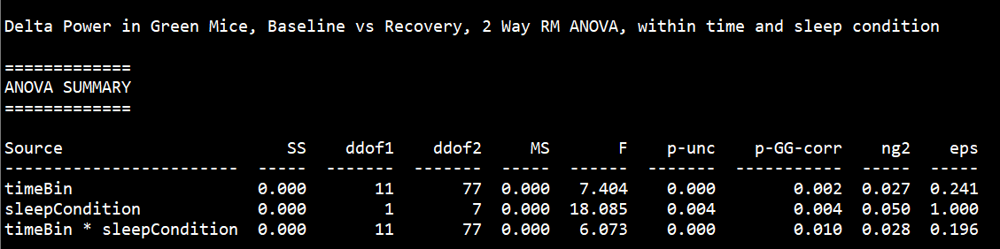 Delta Power in Green Mice, Baseline vs Recovery, 2 Way RM ANOVA, within time and sleep condition
=============
ANOVA SUMMARY
=============
Source                       SS    ddof1    ddof2     MS       F    p-unc    p-GG-corr    ng2    eps
------------------------  -----  -------  -------  -----  ------  -------  -----------  -----  -----
timeBin                   0.000       11       77  0.000   7.404    0.000        0.002  0.027  0.241
sleepCondition            0.000        1        7  0.000  18.085    0.004        0.004  0.050  1.000
timeBin * sleepCondition  0.000       11       77  0.000   6.073    0.000        0.010  0.028  0.196